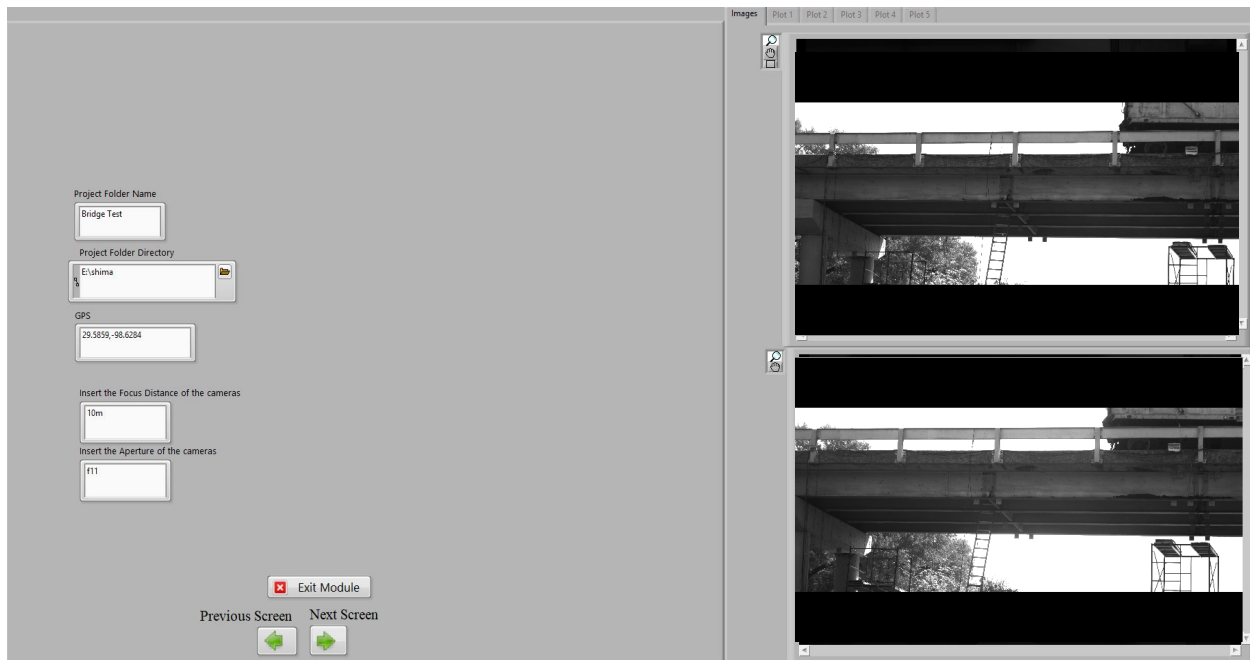 Images Plot 1 Plot 2 Plot 3 Plot 4 Plot 5
Project Folder Name
Bridge Test
Project Folder Directory
E:\shima
GPS
29.5859,-98.6284
Insert the Focus Distance of the cameras
10m
Insert the Aperture of the cameras
f11
Exit Module
Previous Screen Next Screen